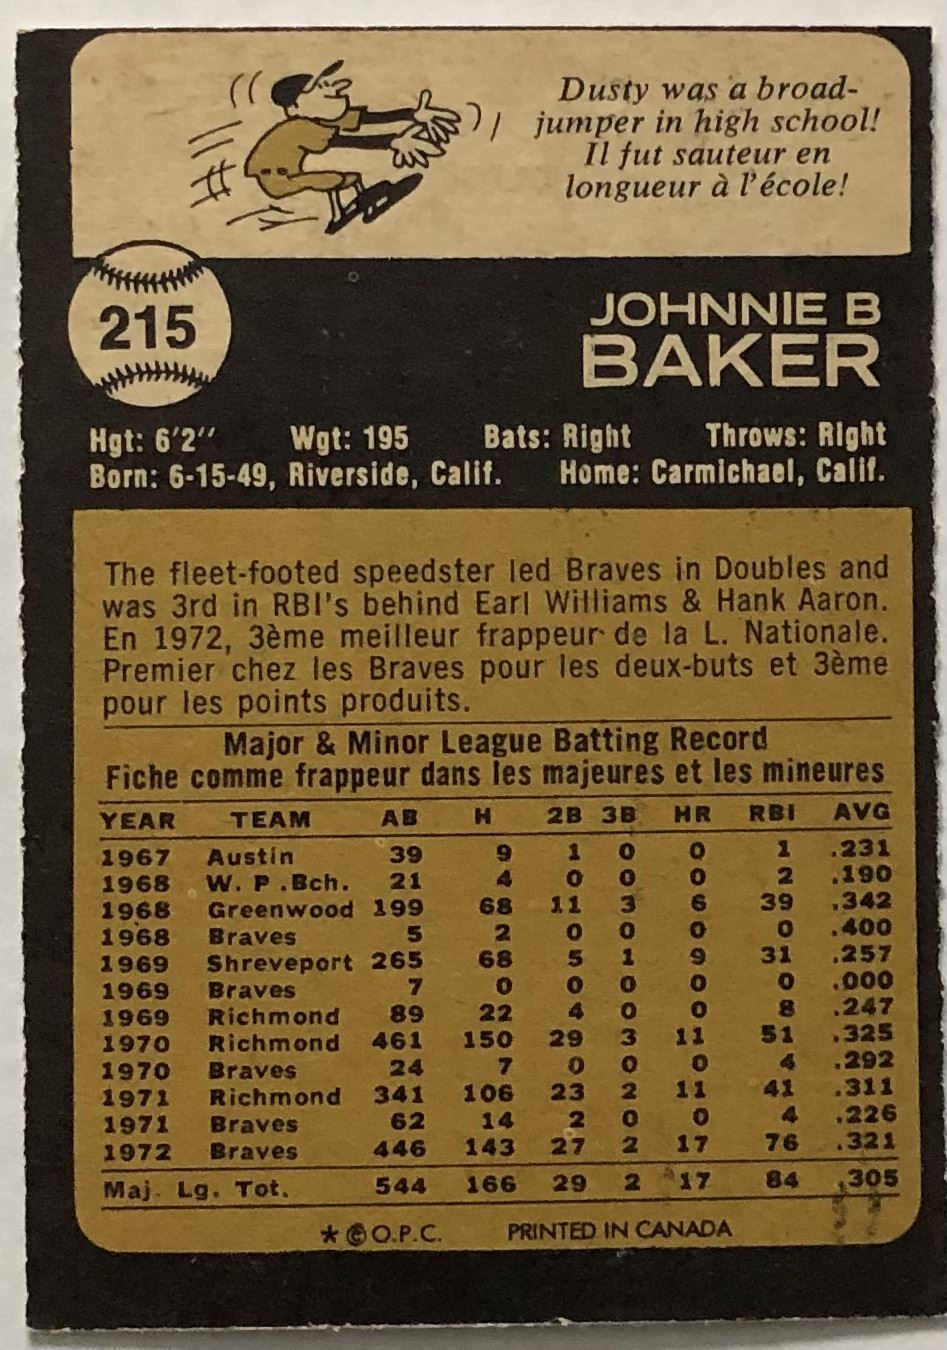 Dusty was a broad-
jumper in high school!
Il fut sauteur en
longueur à l'école!
215
JOHNNIE B
BAKER
Hgt: 6'2" Wgt: 195 Bats: Right Throws: Right
Born: 6-15-49, Riverside, Calif. Home: Carmichael, Calif.
The fleet-footed speedster led Braves in Doubles and
was 3rd in RBI's behind Earl Williams & Hank Aaron.
En 1972, 3ème meilleur frappeur de la L. Nationale.
Premier chez les Braves pour les deux-buts et 3ème
pour les points produits.
Major & Minor League Batting Record
Fiche comme frappeur dans les majeures et les mineures
YEAR TEAM AB H 2B 3B HR RBI AVG
1967 Austin 39 9 1 0 0 1 .231
1968 W. P .Bch. 21 4 0 0 0 2 .190
1968 Greenwood 199 68 11 3 6 39 .342
1968 Braves 5 2 0 0 0 0 .400
1969 Shreveport 265 68 5 1 9 31 .257
1969 Braves 7 0 0 0 0 0 .000
1969 Richmond 89 22 4 0 0 8 .247
1970 Richmond 461 150 29 3 11 51 .325
1970 Braves 24 7 0 0 0 4 .292
1971 Richmond 341 106 23 2 11 41 .311
1971 Braves 62 14 2 0 0 4 .226
1972 Braves 446 143 27 2 17 76 .321
Maj. Lg. Tot. 544 166 29 2 17 84 .305
* © O.P.C. PRINTED IN CANADA